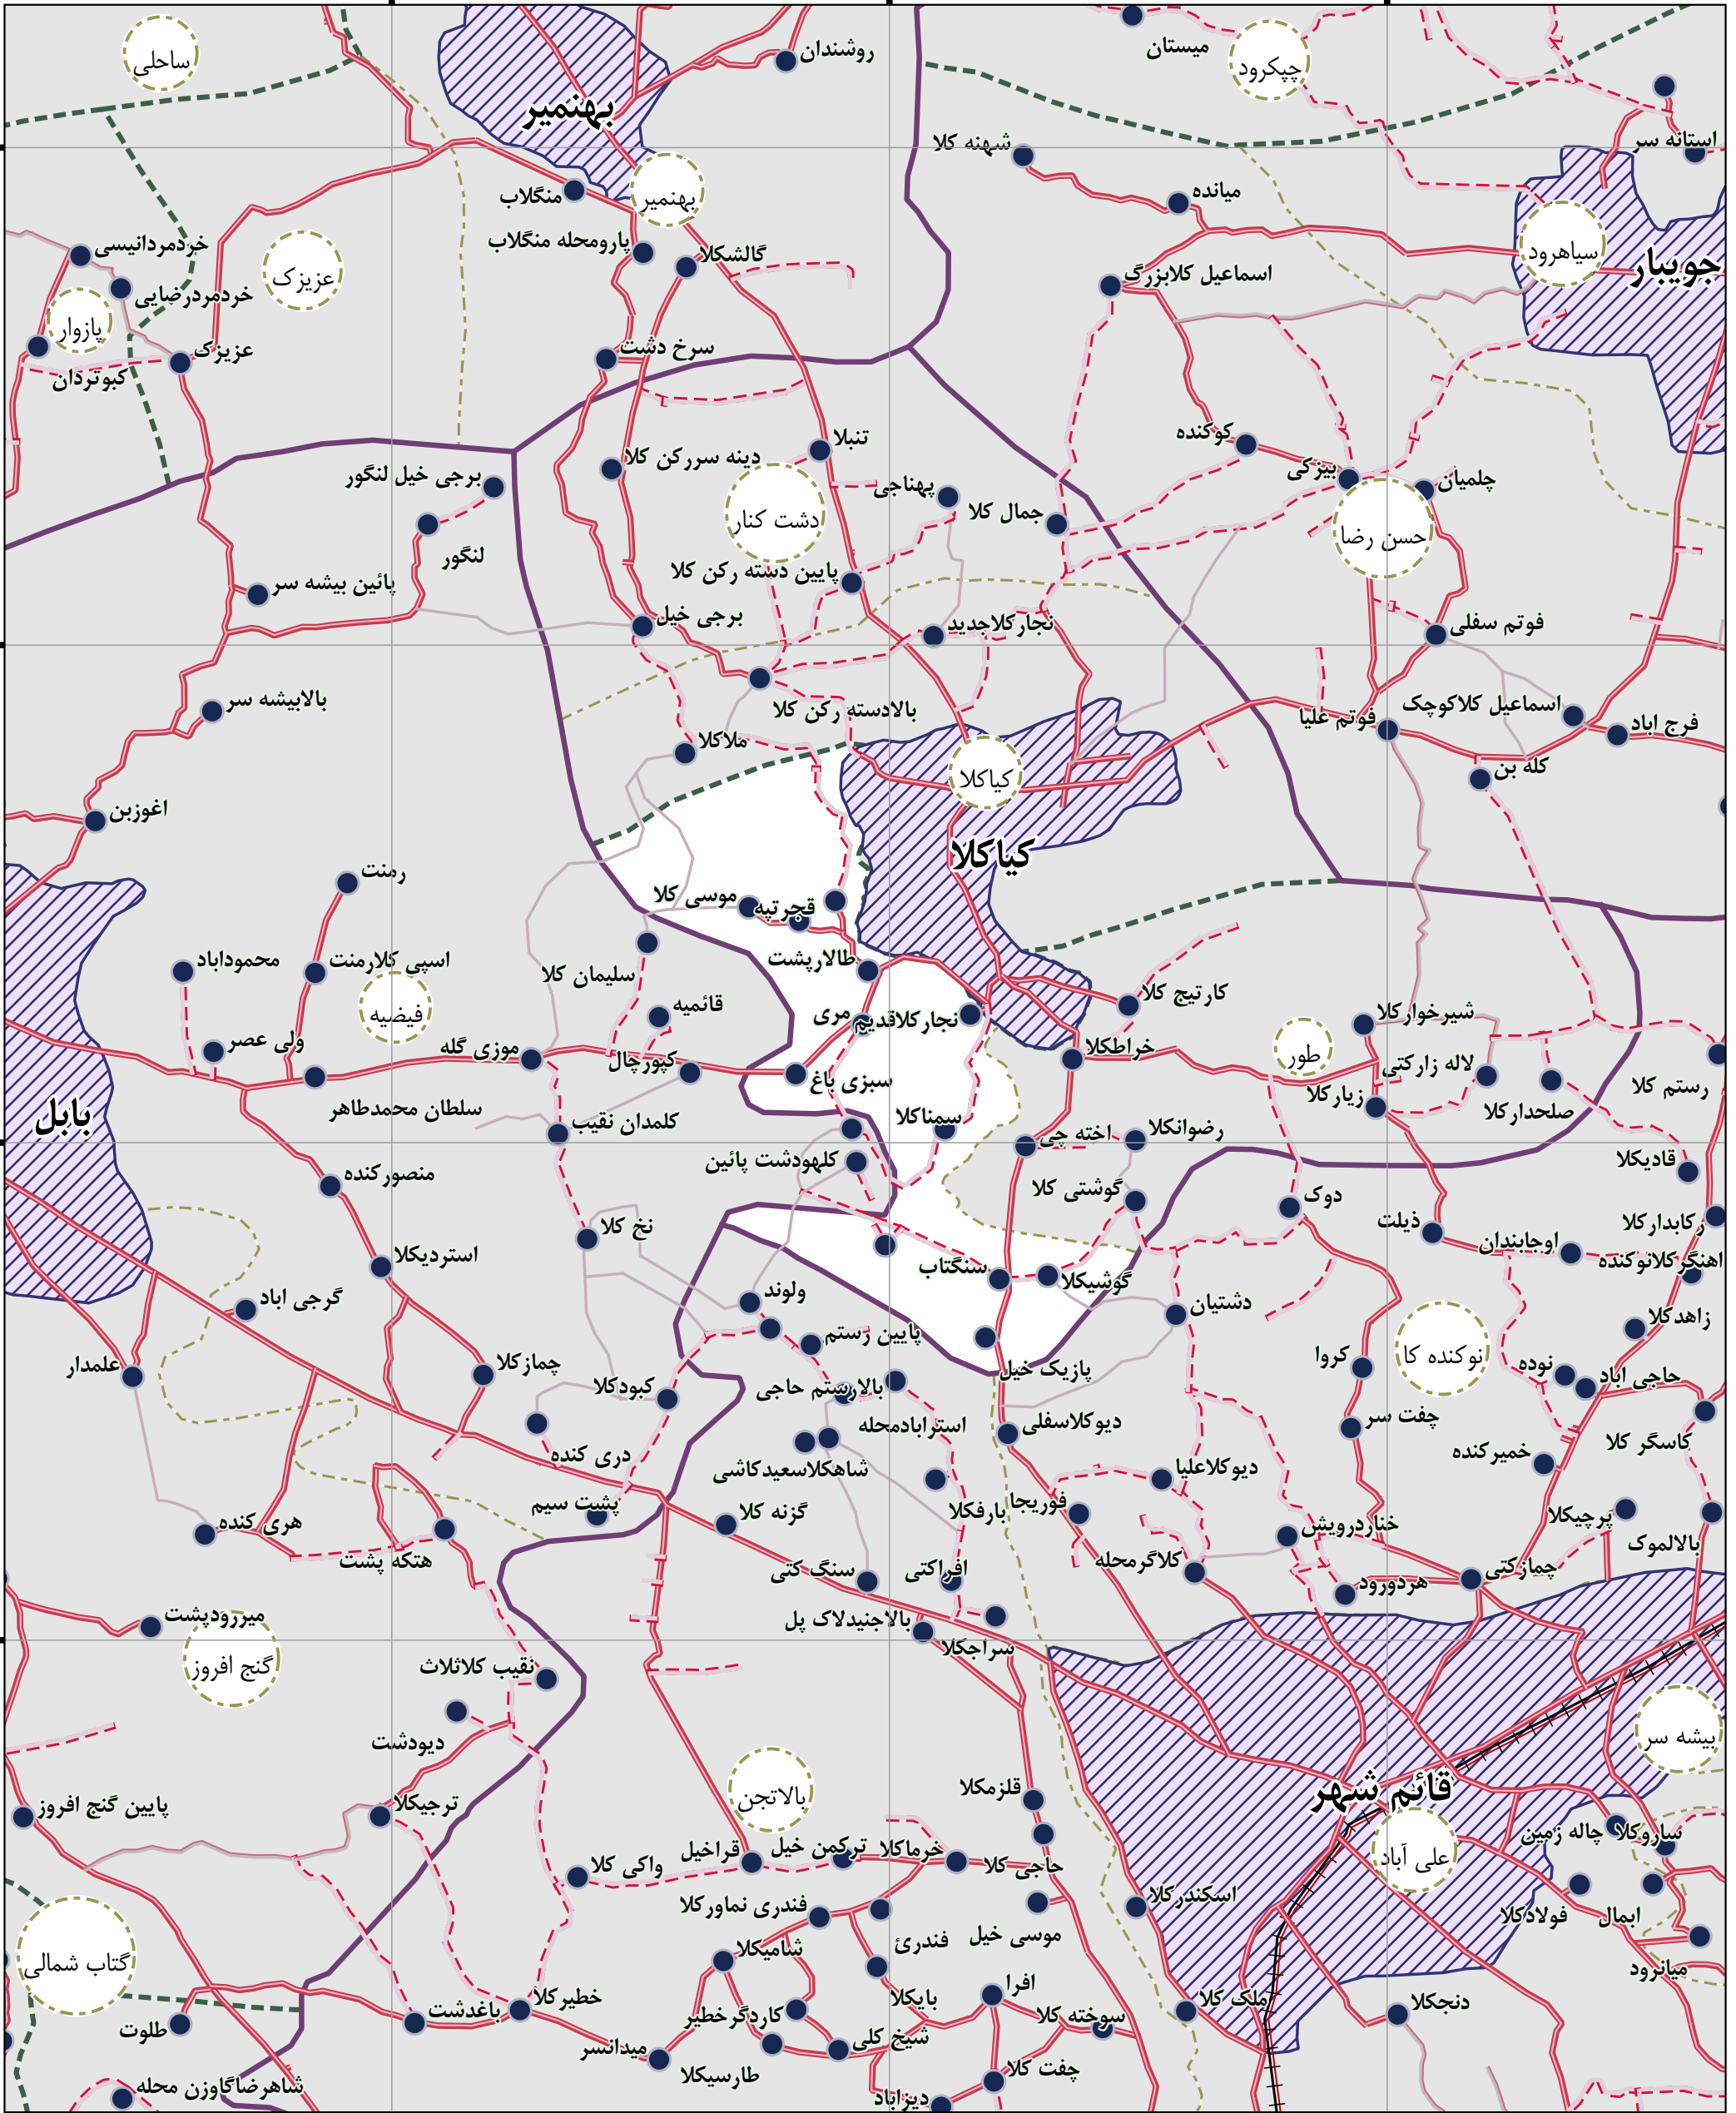 میستان
روشندان
چپکرود
ساحلی
بهنمیر
استانه سر
شهنه کلا
میانده
منگلاب
بهنمیر
پارومحله منگلاب
گالشکلا
خردمردانیسی
عزیزک
سیاهرود
جویبار
اسماعیل کلابزرگ
خردمردرضایی
پازوار
سرخ دشت
عزیزک
کبوتردان
تنبلا
کوکنده
دینه سررکن کلا
بیزکی
چلمیان
برجی خیل لنگور
پهناجی
جمال کلا
دشت کنار
حسن رضا
لنگور
پایین دسته رکن کلا
پائین بیشه سر
برجی خیل
نجارکلاجدید
فوتم سفلی
بالابیشه سر
بالادسته رکن کلا
اسماعیل کلاکوچک
فوتم علیا
فرج اباد
ملاکلا
کیاکلا
کله بن
اغوزبن
کیاکلا
رمنت
موسی کلا
قجرتپه
طالارپشت
محموداباد
اسپی کلارمنت
سلیمان کلا
کارتیج کلا
فیضیه
قائمیه
مری
نجارکلاقدیم
شیرخوارکلا
ولی عصر
موزی گله
کپورچال
خراطکلا
طور
لاله زارکتی
سبزی باغ
رستم کلا
زیارکلا
صلحدارکلا
بابل
سلطان محمدطاهر
کلمدان نقیب
سمناکلا
اخته چی
رضوانکلا
کلهودشت پائین
قادیکلا
منصورکنده
گوشتی کلا
دوک
ذیلت
رکابدارکلا
نخ کلا
اوجابندان
استردیکلا
سنگتاب
گوشیکلا
اهنگرکلانوکنده
گرجی اباد
ولوند
دشتیان
زاهدکلا
پایین رستم
نوکنده کا
علمدار
چمازکلا
پازیک خیل
کروا
نوده
حاجی اباد
کبودکلا
بالارستم حاجی
دیوکلاسفلی
چفت سر
استرابادمحله
کاسگر کلا
دری کنده
خمیرکنده
شاهکلاسعیدکاشی
دیوکلاعلیا
پشت سیم
گزنه کلا
بارفکلا
فوریجا
پرچیکلا
هری کنده
خناردرویش
بالالموک
هتکه پشت
سنگ کتی
افراکتی
کلاگرمحله
هردورود
چمازکتی
میررودپشت
بالاجنیدلاک پل
سراجکلا
گنج افروز
نقیب کلاثلاث
دیودشت
بیشه سر
قلزمکلا
قائم شهر
بالاتجن
پایین گنج افروز
ترجیکلا
چاله زمین
ساروکلا
علی آباد
قراخیل
ترکمن خیل
خرماکلا
حاجی کلا
واکی کلا
اسکندرکلا
فندری نماورکلا
فولادکلا
ابمال
موسی خیل
فندری
شامیکلا
گتاب شمالی
میانرود
افرا
خطیرکلا
باغدشت
بایکلا
کاردگرخطیر
سوخته کلا
ملک کلا
دنجکلا
طلوت
شیخ کلی
میدانسر
طارسیکلا
چفت کلا
شاهرضاگاوزن محله
دیزاباد